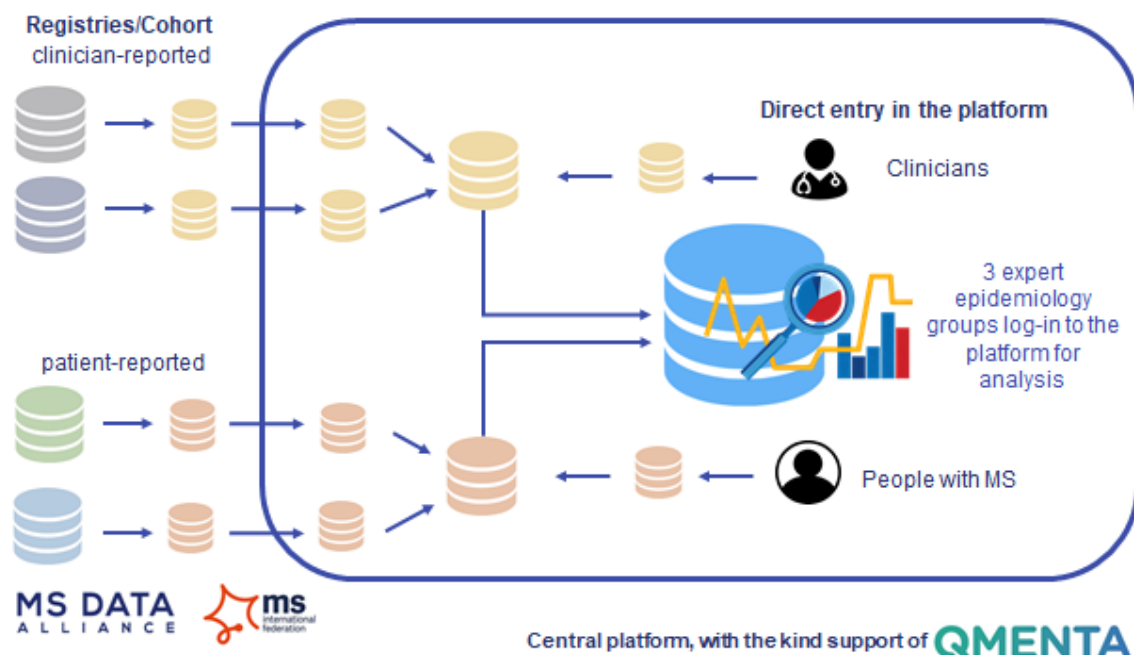 Registries/Cohort
clinician-reported
Direct entry in the platform
Clinicians
3 expert
epidemiology
groups log-in to the
platform for
analysis
patient-reported
People with MS
MS DATA
ALLIANCE
ms
international
federation
Central platform, with the kind support of QMENTA